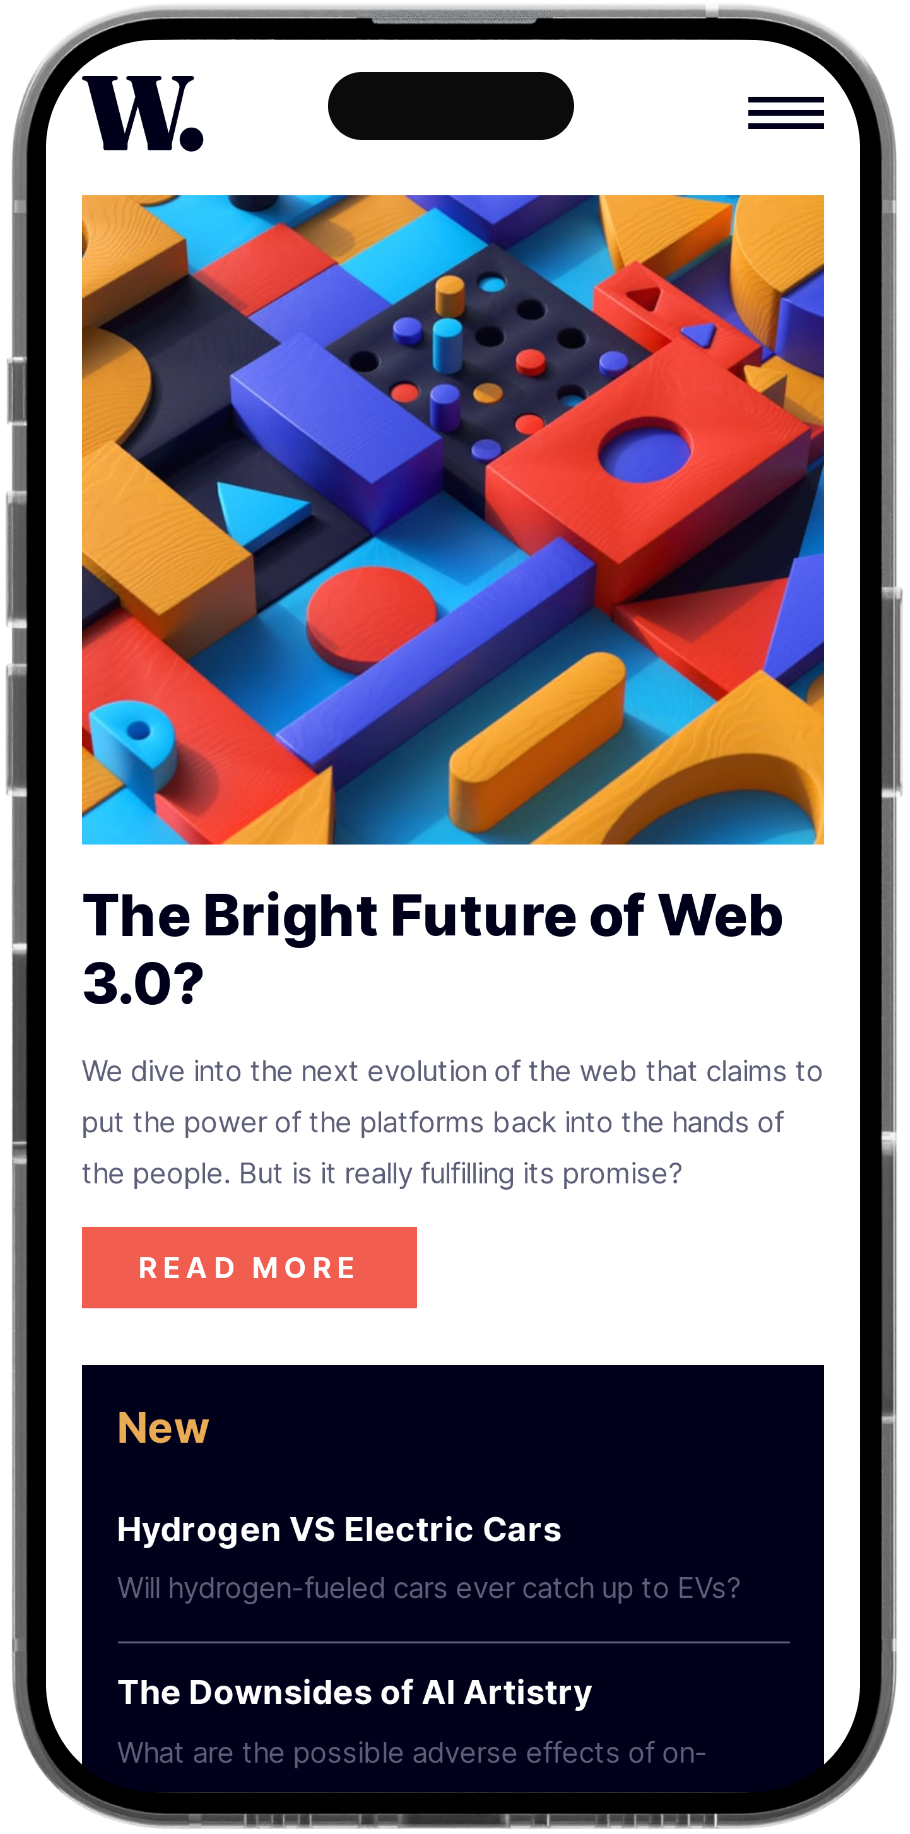 W.
The Bright Future of Web
3.0?
We dive into the next evolution of the web that claims to
put the power of the platforms back into the hands of
the people. But is it really fulfilling its promise?
READ MORE
New
Hydrogen VS Electric Cars
Will hydrogen-fueled cars ever catch up to EVs?
The Downsides of AI Artistry
What are the possible adverse effects of on-